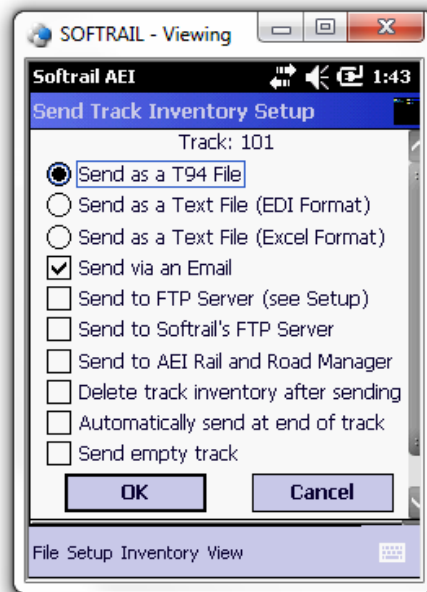 SOFTRAIL - Viewing
Softrail AEI 1:43
Send Track Inventory Setup
Track: 101
Send as a T94 File
Send as a Text File (EDI Format)
Send as a Text File (Excel Format)
Send via an Email
Send to FTP Server (see Setup)
Send to Softrail's FTP Server
Send to AEI Rail and Road Manager
Delete track inventory after sending
Automatically send at end of track
Send empty track
OK Cancel
File Setup Inventory View